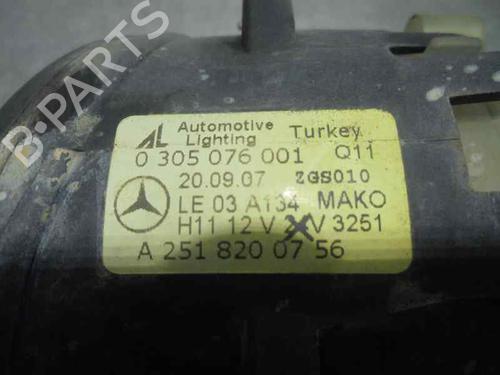 B-PARTS
AL Automotive Lighting Turkey
0 305 076 001 Q11
20.09.07 ZGS010
LE 03 A134 MAKO
H11 12 V V 3251
A 251 820 07 56